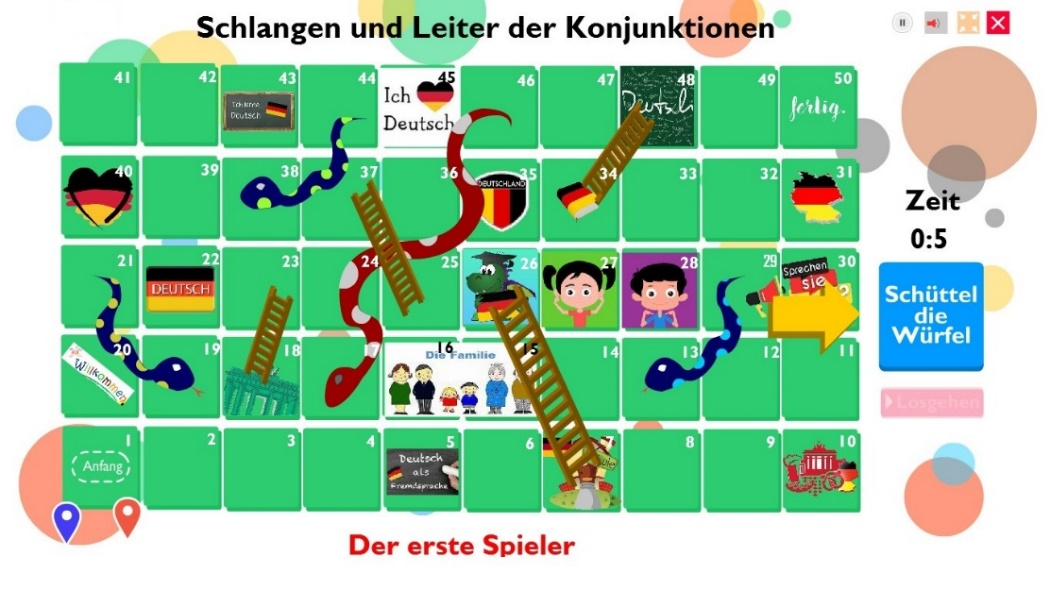 Schlangen und Leiter der Konjunktionen
41
42
43
Ich lerne
Deutsch
44
45
Ich
Deutsch
46
47
48
Deutsch
49
50
fertig.
40
39
38
37
36
35
DEUTSCHLAND
34
33
32
31
21
22
DEUTSCH
23
24
25
26
27
28
29
30
Sprechen
sie
?
20
Willkommen
19
18
17
16
Die Familie
15
14
13
12
11
1
Anfang
2
3
4
5
Deutsch
als
Fremdsprache
6
8
9
10
Zeit
0:5
Schüttel
die
Würfel
Losgehen
Der erste Spieler